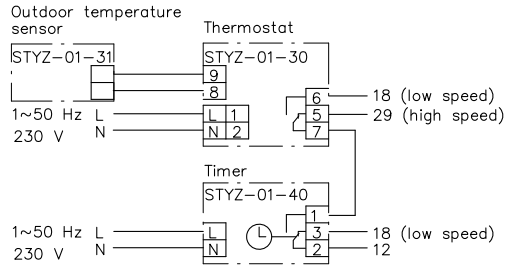 Outdoor temperature
sensor
Thermostat
STYZ-01-31
STYZ-01-30
9
8
6
18 (low speed)
1~50 Hz L
L 1
5
29 (high speed)
230 V N
N 2
7
Timer
STYZ-01-40
1
1~50 Hz L
L
3
18 (low speed)
230 V N
N
2
12